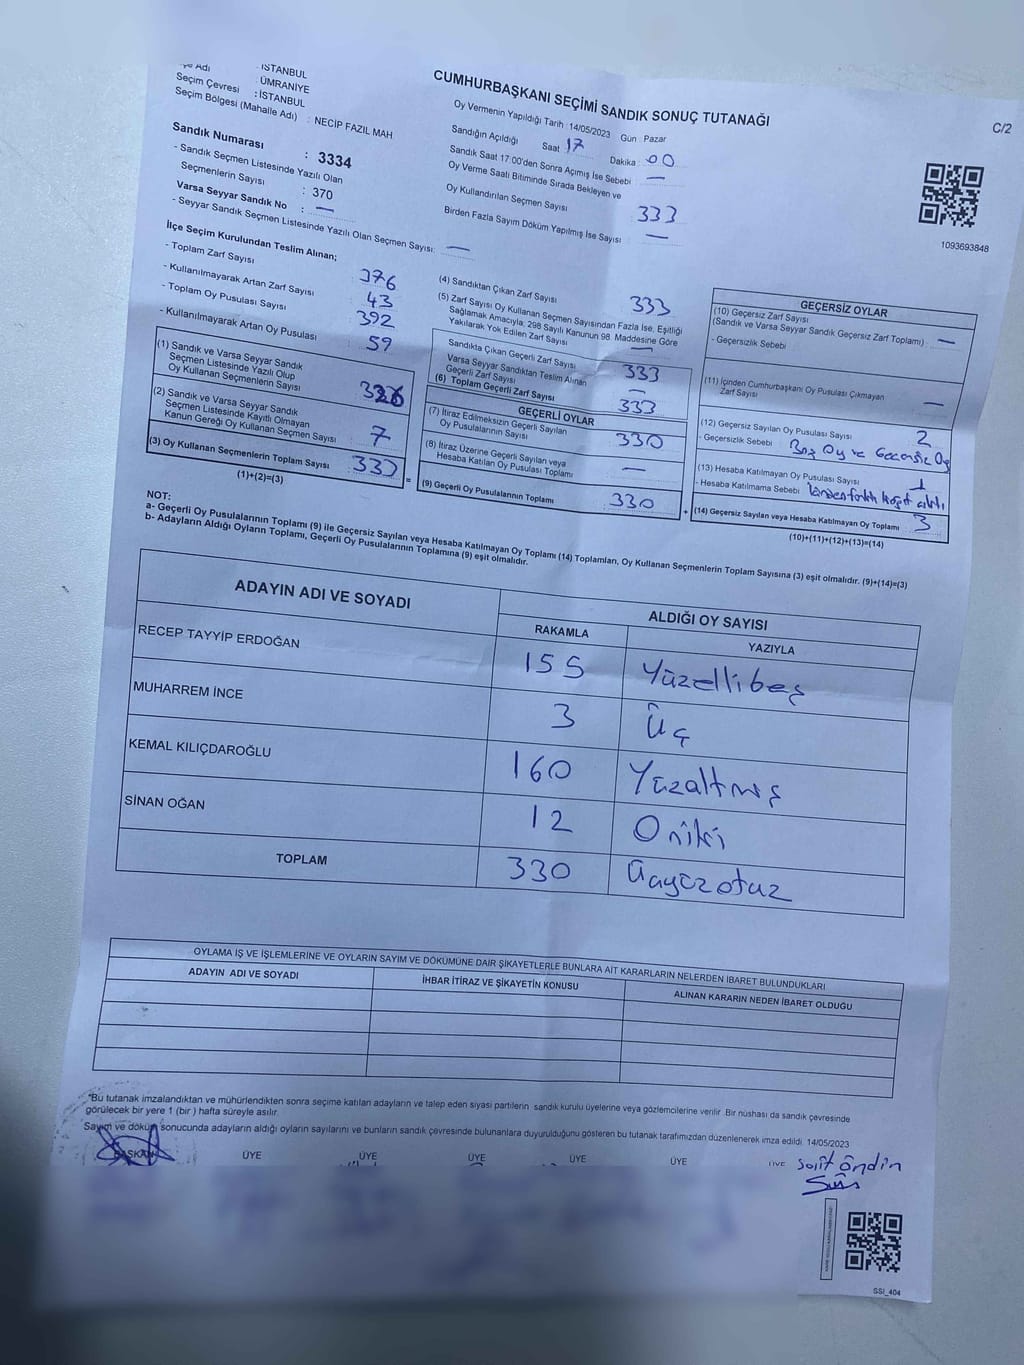 İSTANBUL
Seçim Çevresi : ÜMRANİYE
: İSTANBUL
Seçim Bölgesi (Mahalle Adı) : NECİP FAZIL MAH
Sandık Numarası : 3334
- Sandık Seçmen Listesinde Yazılı Olan
Seçmenlerin Sayısı : 370
Varsa Seyyar Sandık No : —
- Seyyar Sandık Seçmen Listesinde Yazılı Olan Seçmen Sayısı: —
CUMHURBAŞKANI SEÇİMİ SANDIK SONUÇ TUTANAĞI
C/2
Oy Vermenin Yapıldığı Tarih : 14/05/2023 Gün : Pazar
Sandığın Açıldığı Saat 17 Dakika : 00
Sandık Saat 17:00'den Sonra Açımış İse Sebebi —
Oy Verme Saati Bitiminde Sırada Bekleyen ve
Oy Kullandırılan Seçmen Sayısı 333
Birden Fazla Sayım Döküm Yapılmış İse Sayısı —
1093693848
İlçe Seçim Kurulundan Teslim Alınan;
- Toplam Zarf Sayısı 376
- Kullanılmayarak Artan Zarf Sayısı 43
- Toplam Oy Pusulası Sayısı 392
- Kullanılmayarak Artan Oy Pusulası 59
(1) Sandık ve Varsa Seyyar Sandık
Seçmen Listesinde Yazılı Olup
Oy Kullanan Seçmenlerin Sayısı 326
(2) Sandık ve Varsa Seyyar Sandık
Seçmen Listesinde Kayıtlı Olmayan
Kanun Gereği Oy Kullanan Seçmen Sayısı 7
(3) Oy Kullanan Seçmenlerin Toplam Sayısı 333
(1)+(2)=(3)
(4) Sandıktan Çıkan Zarf Sayısı 333
(5) Zarf Sayısı Oy Kullanan Seçmen Sayısından Fazla İse, Eşitliği
Sağlamak Amacıyla, 298 Sayılı Kanunun 98. Maddesine Göre
Yakılarak Yok Edilen Zarf Sayısı —
Sandıkta Çıkan Geçerli Zarf Sayısı 333
Varsa Seyyar Sandıktan Teslim Alınan
Geçerli Zarf Sayısı —
(6) Toplam Geçerli Zarf Sayısı 333
GEÇERLİ OYLAR
(7) İtiraz Edilmeksizin Geçerli Sayılan
Oy Pusulalarının Sayısı 330
(8) İtiraz Üzerine Geçerli Sayılan veya
Hesaba Katılan Oy Pusulası Toplamı —
(9) Geçerli Oy Pusulalarının Toplamı 330
GEÇERSİZ OYLAR
(10) Geçersiz Zarf Sayısı
(Sandık ve Varsa Seyyar Sandık Geçersiz Zarf Toplamı) —
- Geçersizlik Sebebi
(11) İçinden Cumhurbaşkanı Oy Pusulası Çıkmayan
Zarf Sayısı —
(12) Geçersiz Sayılan Oy Pusulası Sayısı 2
- Geçersizlik Sebebi Boş Oy ve Geçersiz Oy
(13) Hesaba Katılmayan Oy Pusulası Sayısı 1
- Hesaba Katılmama Sebebi
(14) Geçersiz Sayılan veya Hesaba Katılmayan Oy Toplamı 3
(10)+(11)+(12)+(13)=(14)
NOT:
a- Geçerli Oy Pusulalarının Toplamı (9) ile Geçersiz Sayılan veya Hesaba Katılmayan Oy Toplamı (14) Toplamları, Oy Kullanan Seçmenlerin Toplam Sayısına (3) eşit olmalıdır. (9)+(14)=(3)
b- Adayların Aldığı Oyların Toplamı, Geçerli Oy Pusulalarının Toplamına (9) eşit olmalıdır.
ADAYIN ADI VE SOYADI
ALDIĞI OY SAYISI
RAKAMLA YAZIYLA
RECEP TAYYİP ERDOĞAN 155 Yüzellibeş
MUHARREM İNCE 3 Üç
KEMAL KILIÇDAROĞLU 160 Yüzaltmış
SİNAN OĞAN 12 Oniki
TOPLAM 330 Üçyüzotuz
OYLAMA İŞ VE İŞLEMLERİNE VE OYLARIN SAYIM VE DÖKÜMÜNE DAİR ŞİKAYETLERLE BUNLARA AİT KARARLARIN NELERDEN İBARET BULUNDUKLARI
ADAYIN ADI VE SOYADI İHBAR İTİRAZ VE ŞİKAYETİN KONUSU ALINAN KARARIN NEDEN İBARET OLDUĞU
*Bu tutanak imzalandıktan ve mühürlendikten sonra seçime katılan adayların ve talep eden siyasi partilerin sandık kurulu üyelerine veya gözlemcilerine verilir. Bir nüshası da sandık çevresinde
görülecek bir yere 1 (bir ) hafta süreyle asılır.
Sayım ve döküm sonucunda adayların aldığı oyların sayılarını ve bunların sandık çevresinde bulunanlara duyurulduğunu gösteren bu tutanak tarafımızdan düzenlenerek imza edildi. 14/05/2023
BAŞKAN ÜYE ÜYE ÜYE ÜYE ÜYE ÜYE
SSI_404